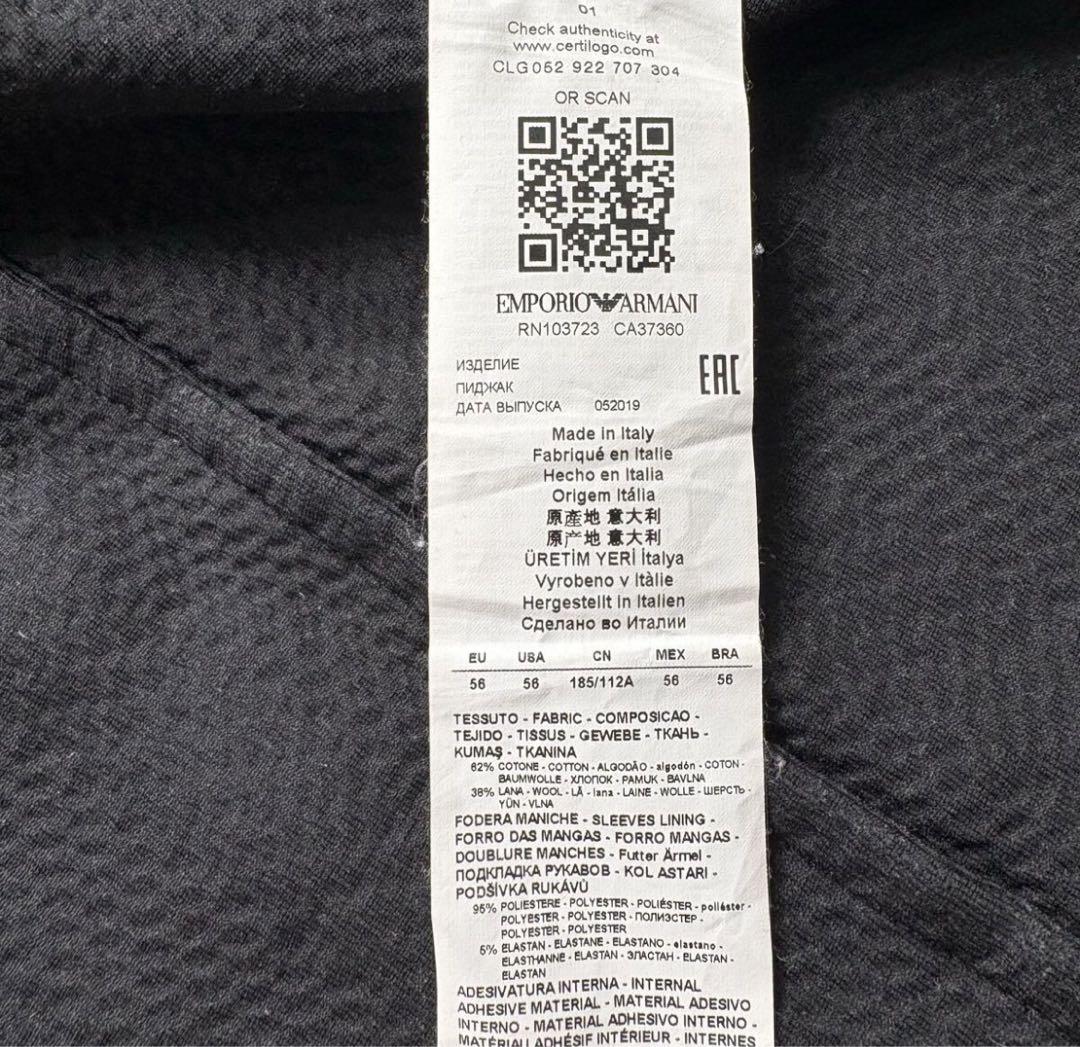 01
Check authenticity at
www.certilogo.com
CLG 052 922 707 304
OR SCAN
EMPORIO ARMANI
RN103723 CA37360
ИЗДЕЛИЕ
ПИДЖАК
EAC
ДАТА ВЫПУСКА 052019
Made in Italy
Fabriqué en Italie
Hecho en Italia
Origem Itália
原產地 意大利
原产地 意大利
ÜRETİM YERİ İtalya
Vyrobeno v Itàlie
Hergestellt in Italien
Сделано во Италии
EU USA CN MEX BRA
56 56 185/112A 56 56
TESSUTO - FABRIC - COMPOSICAO -
TEJIDO - TISSUS - GEWEBE - ТКАНЬ -
KUMAŞ - TKANINA
62% COTONE - COTTON - ALGODÃO - algodón - COTON -
BAUMWOLLE - ХЛОПОК - PAMUK - BAVLNA
38% LANA - WOOL - LÃ - lana - LAINE - WOLLE - ШЕРСТЬ -
YÜN - VLNA
FODERA MANICHE - SLEEVES LINING -
FORRO DAS MANGAS - FORRO MANGAS -
DOUBLURE MANCHES - Futter Ärmel -
ПОДКЛАДКА РУКАВОВ - KOL ASTARI -
PODŠÍVKA RUKÁVŮ
95% POLIESTERE - POLYESTER - POLIÉSTER - poliéster -
POLYESTER - POLYESTER - ПОЛИЭСТЕР -
POLYESTER - POLYESTER
5% ELASTAN - ELASTANE - ELASTANO - elastano -
ELASTHANNE - ELASTAN - ЭЛАСТАН - ELASTAN -
ELASTAN
ADESIVATURA INTERNA - INTERNAL
ADHESIVE MATERIAL - MATERIAL ADESIVO
INTERNO - MATERIAL ADHESIVO INTERNO -
MATÉRIAU ADHÉSIF INTÉRIEUR - INTERNES